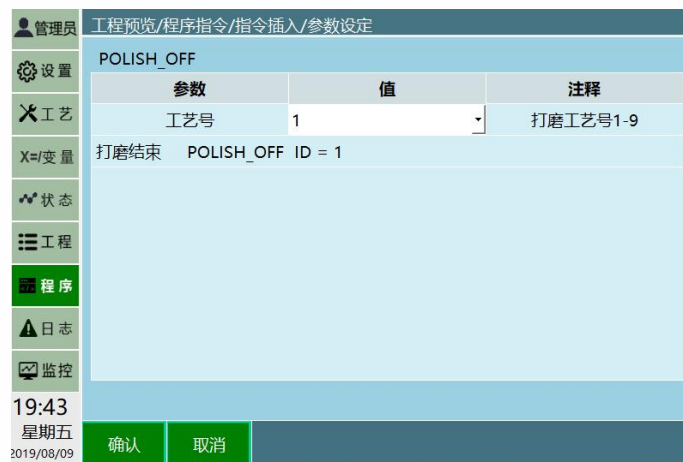 管理员
工程预览/程序指令/指令插入/参数设定
设置
工艺
X=/变量
状态
工程
程序
日志
监控
19:43
星期五
2019/08/09
POLISH_OFF
参数 值 注释
工艺号 1 打磨工艺号1-9
打磨结束 POLISH_OFF ID = 1
确认 取消